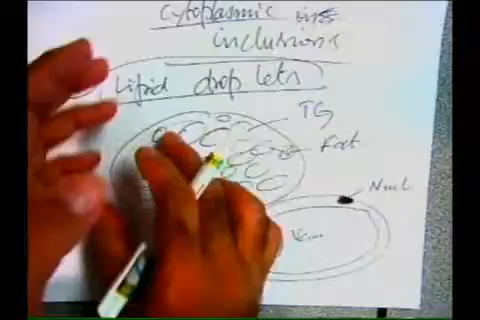 cytoplasmic
inclusions
Lipid droplets
TG
Fat
Nucl